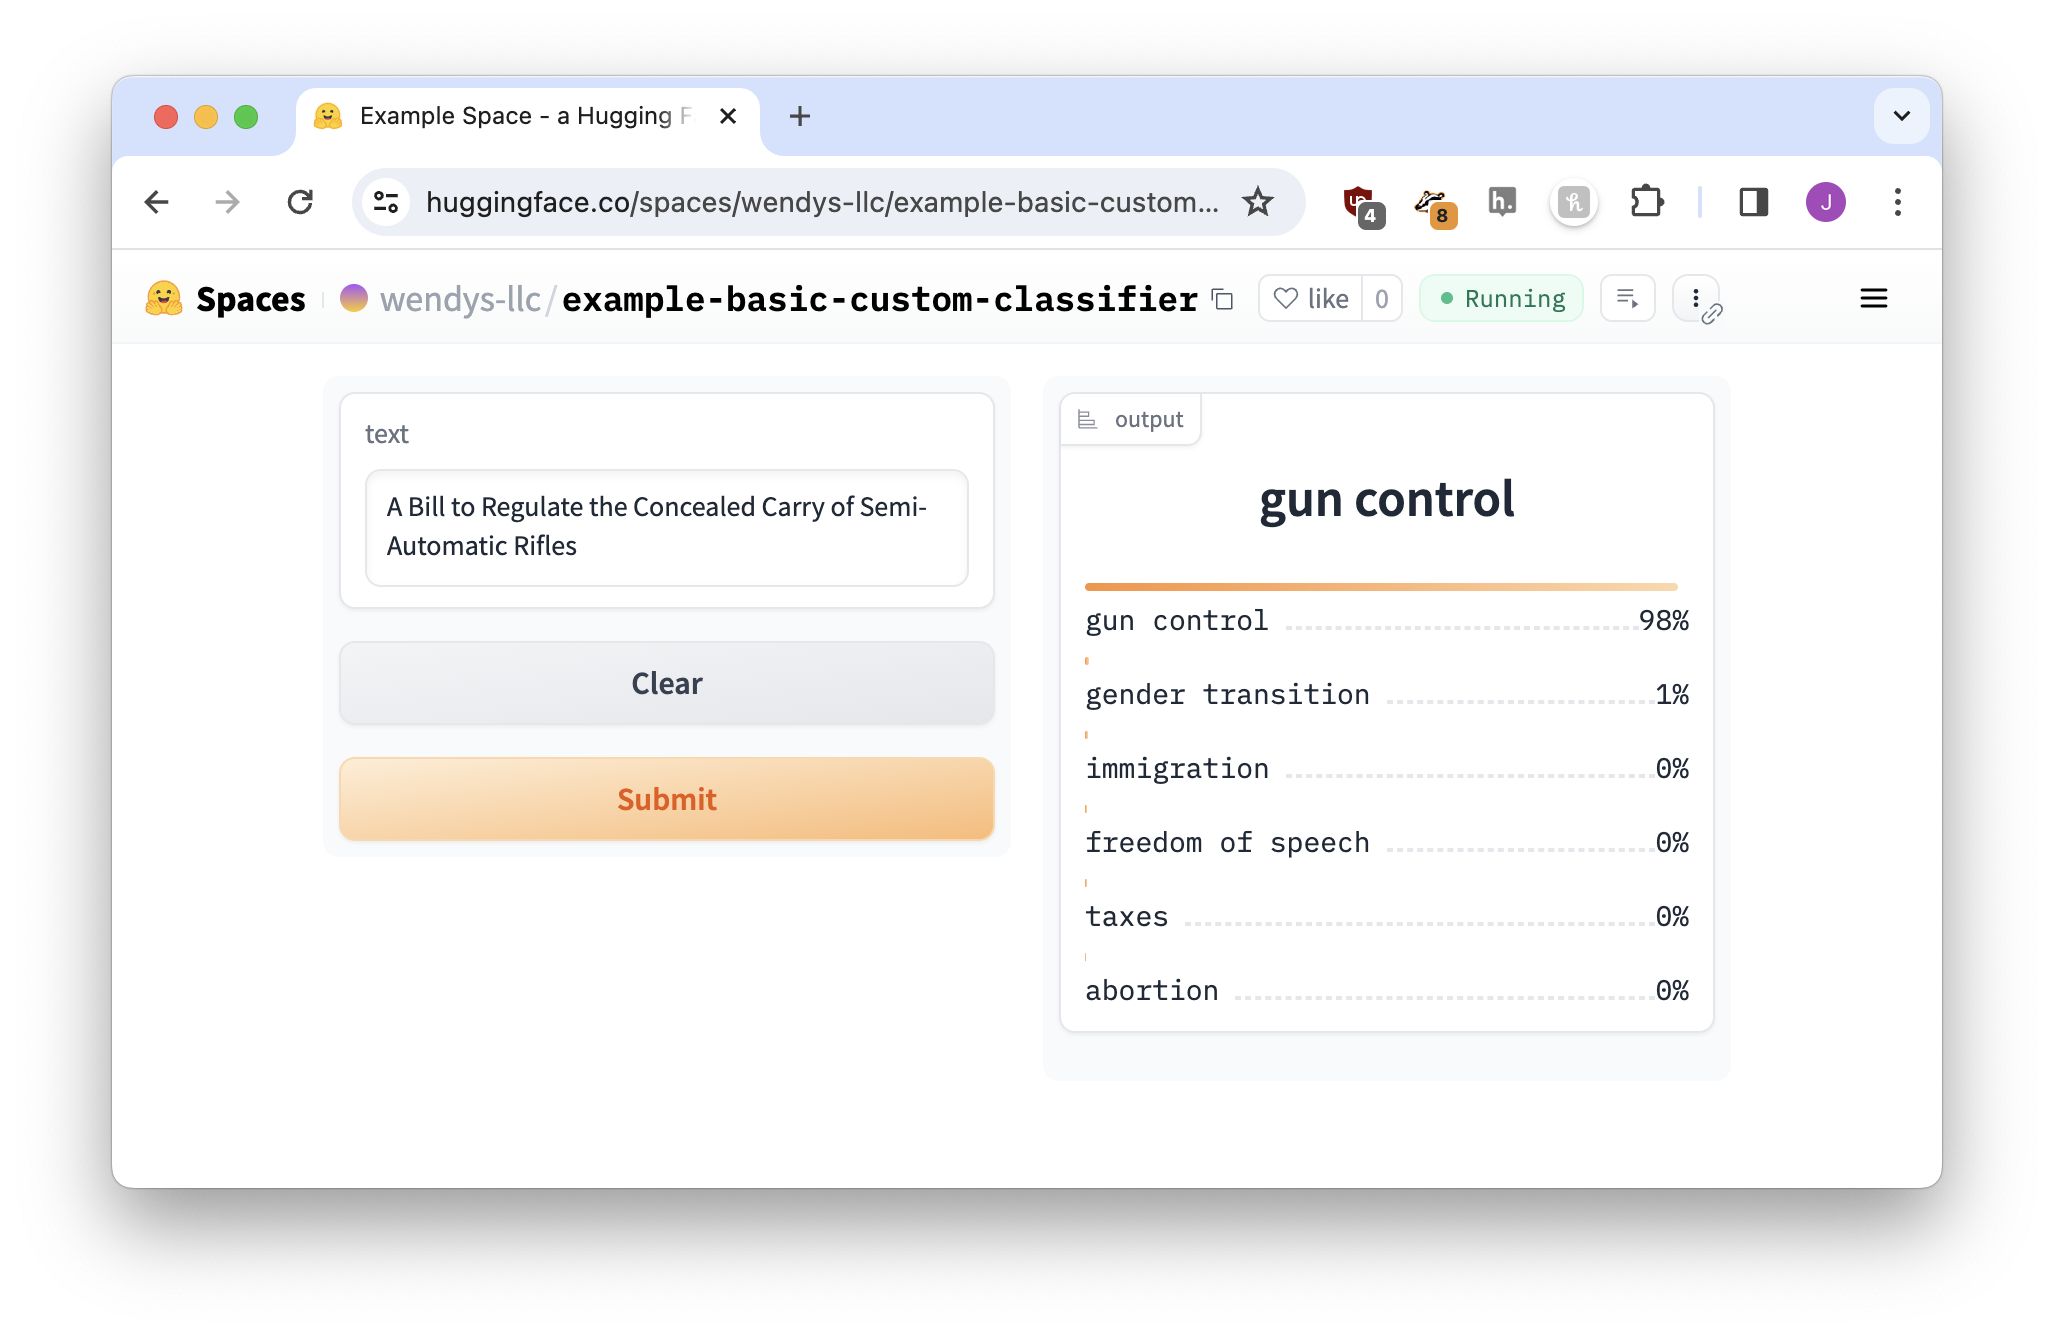 Example Space - a Hugging F
huggingface.co/spaces/wendys-llc/example-basic-custom...
4
8
h.
h
J
Spaces
wendys-llc/example-basic-custom-classifier
like 0
Running
text
A Bill to Regulate the Concealed Carry of Semi-
Automatic Rifles
Clear
Submit
output
gun control
gun control 98%
gender transition 1%
immigration 0%
freedom of speech 0%
taxes 0%
abortion 0%